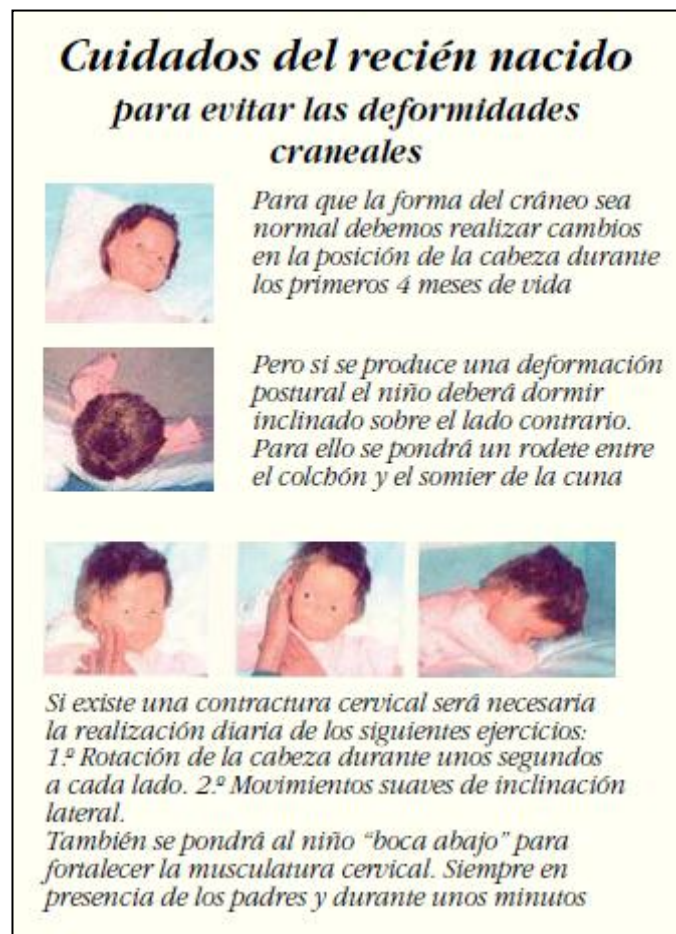 Cuidados del recién nacido
para evitar las deformidades
craneales
Para que la forma del cráneo sea
normal debemos realizar cambios
en la posición de la cabeza durante
los primeros 4 meses de vida
Pero si se produce una deformación
postural el niño deberá dormir
inclinado sobre el lado contrario.
Para ello se pondrá un rodete entre
el colchón y el somier de la cuna
Si existe una contractura cervical será necesaria
la realización diaria de los siguientes ejercicios:
1.º Rotación de la cabeza durante unos segundos
a cada lado. 2.º Movimientos suaves de inclinación
lateral.
También se pondrá al niño “boca abajo” para
fortalecer la musculatura cervical. Siempre en
presencia de los padres y durante unos minutos